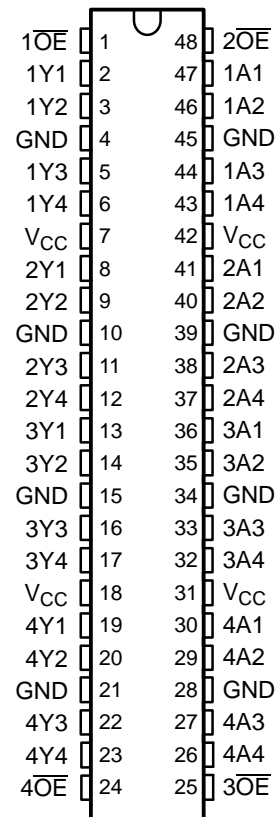 1O̅E̅ 1 48 2O̅E̅
1Y1 2 47 1A1
1Y2 3 46 1A2
GND 4 45 GND
1Y3 5 44 1A3
1Y4 6 43 1A4
VCC 7 42 VCC
2Y1 8 41 2A1
2Y2 9 40 2A2
GND 10 39 GND
2Y3 11 38 2A3
2Y4 12 37 2A4
3Y1 13 36 3A1
3Y2 14 35 3A2
GND 15 34 GND
3Y3 16 33 3A3
3Y4 17 32 3A4
VCC 18 31 VCC
4Y1 19 30 4A1
4Y2 20 29 4A2
GND 21 28 GND
4Y3 22 27 4A3
4Y4 23 26 4A4
4O̅E̅ 24 25 3O̅E̅